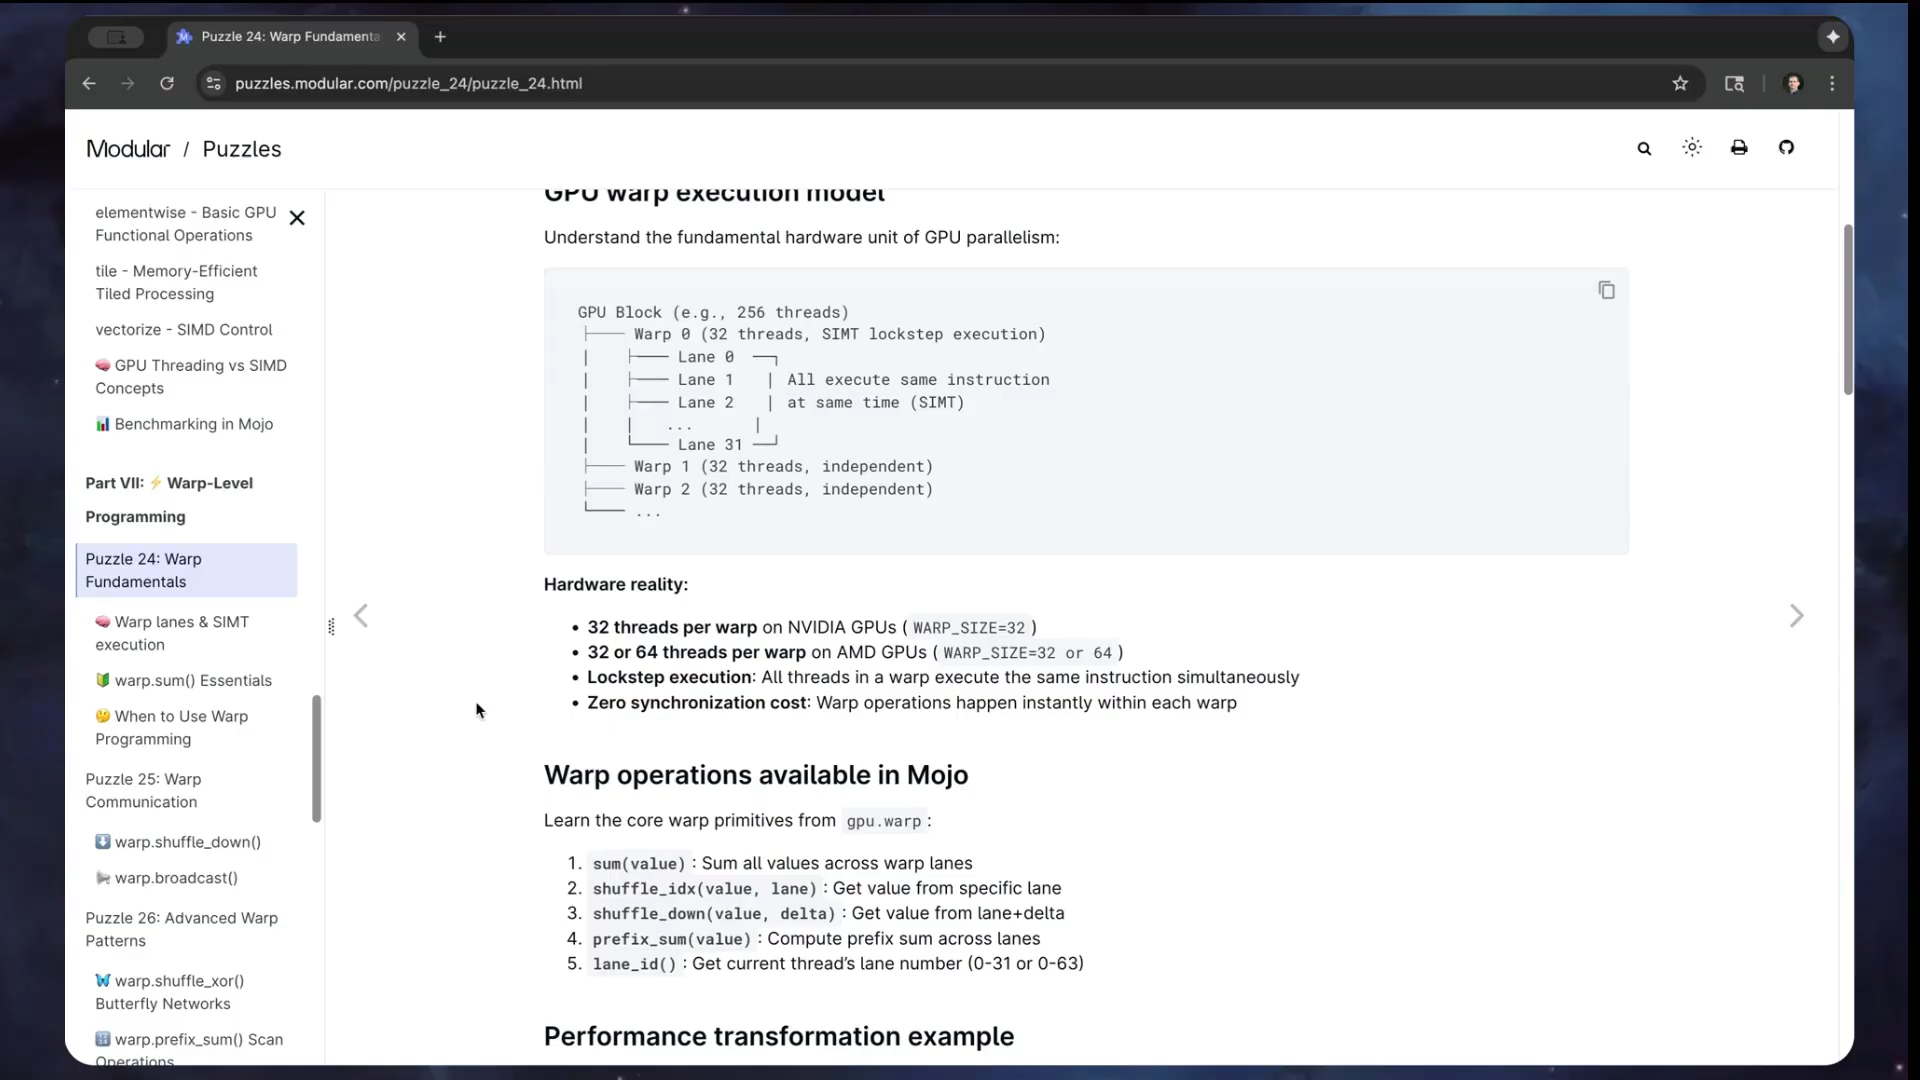 Puzzle 24: Warp Fundamenta
puzzles.modular.com/puzzle_24/puzzle_24.html
Modular / Puzzles
elementwise - Basic GPU
Functional Operations
tile - Memory-Efficient
Tiled Processing
vectorize - SIMD Control
🧠 GPU Threading vs SIMD
Concepts
📊 Benchmarking in Mojo
Part VII: ⚡ Warp-Level
Programming
Puzzle 24: Warp
Fundamentals
🧠 Warp lanes & SIMT
execution
🔰 warp.sum() Essentials
🤔 When to Use Warp
Programming
Puzzle 25: Warp
Communication
⬇️ warp.shuffle_down()
📢 warp.broadcast()
Puzzle 26: Advanced Warp
Patterns
🦋 warp.shuffle_xor()
Butterfly Networks
🔢 warp.prefix_sum() Scan
Operations
GPU warp execution model
Understand the fundamental hardware unit of GPU parallelism:
GPU Block (e.g., 256 threads)
├── Warp 0 (32 threads, SIMT lockstep execution)
│   ├── Lane 0  ─┐
│   ├── Lane 1   │ All execute same instruction
│   ├── Lane 2   │ at same time (SIMT)
│   │   ...      │
│   └── Lane 31 ─┘
├── Warp 1 (32 threads, independent)
├── Warp 2 (32 threads, independent)
└── ...
Hardware reality:
• 32 threads per warp on NVIDIA GPUs ( WARP_SIZE=32 )
• 32 or 64 threads per warp on AMD GPUs ( WARP_SIZE=32 or 64 )
• Lockstep execution: All threads in a warp execute the same instruction simultaneously
• Zero synchronization cost: Warp operations happen instantly within each warp
Warp operations available in Mojo
Learn the core warp primitives from gpu.warp :
1. sum(value) : Sum all values across warp lanes
2. shuffle_idx(value, lane) : Get value from specific lane
3. shuffle_down(value, delta) : Get value from lane+delta
4. prefix_sum(value) : Compute prefix sum across lanes
5. lane_id() : Get current thread's lane number (0-31 or 0-63)
Performance transformation example